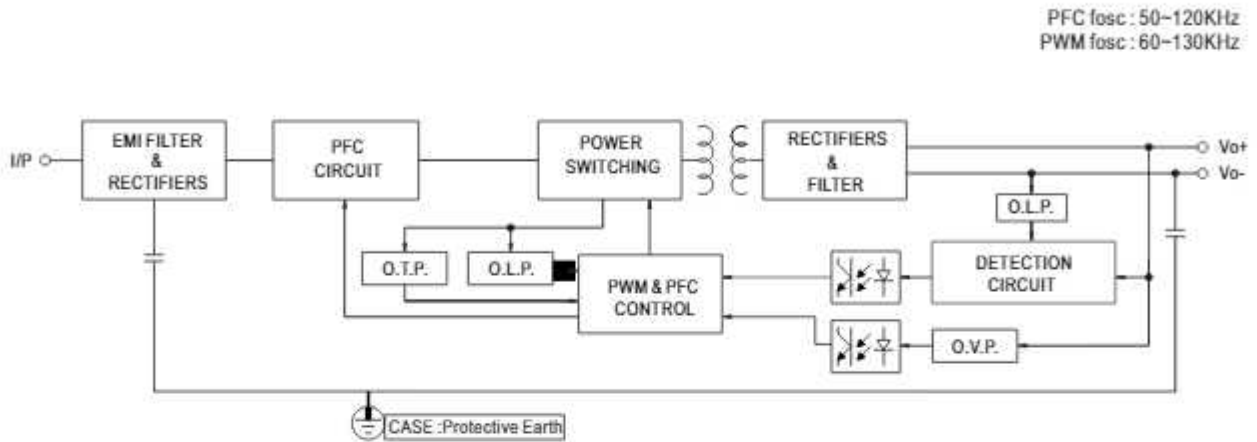 PFC fosc : 50~120KHz
PWM fosc : 60~130KHz
I/P
EMI FILTER
&
RECTIFIERS
PFC
CIRCUIT
POWER
SWITCHING
RECTIFIERS
&
FILTER
Vo+
Vo-
O.L.P.
O.T.P.
O.L.P.
PWM & PFC
CONTROL
DETECTION
CIRCUIT
O.V.P.
CASE :Protective Earth